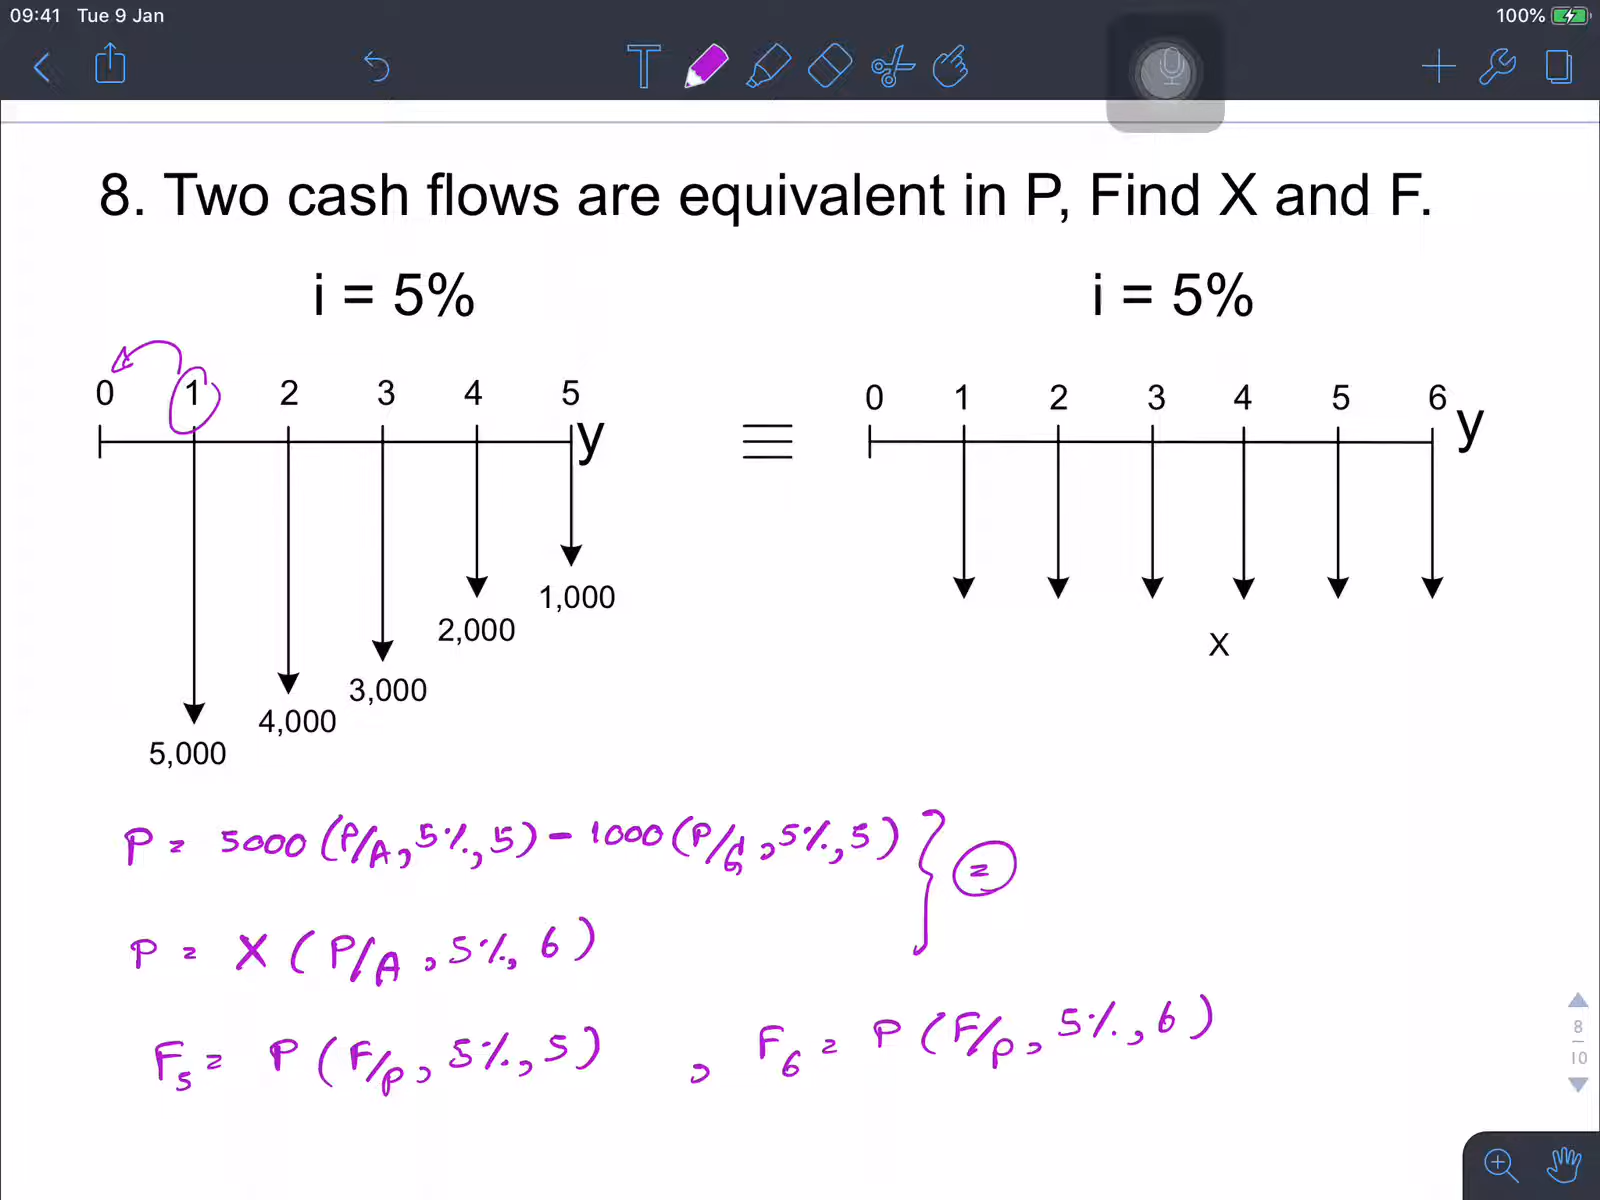 09:41 Tue 9 Jan 100%
8. Two cash flows are equivalent in P, Find X and F.
i = 5% i = 5%
0 1 2 3 4 5 y
≡
0 1 2 3 4 5 6 y
1,000
2,000
3,000
4,000
5,000
X
P = 5000 (P/A, 5%, 5) - 1000 (P/G, 5%, 5) } =
P = X (P/A, 5%, 6)
F5 = P (F/P, 5%, 5) , F6 = P (F/P, 5%, 6)
8
10